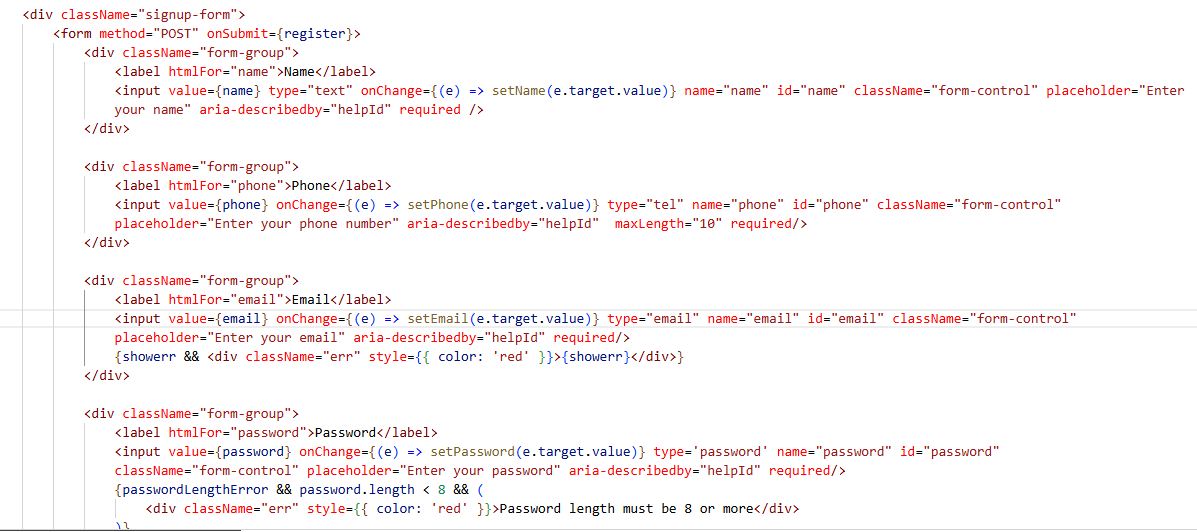 <div className="signup-form">
<form method="POST" onSubmit={register}>
<div className="form-group">
<label htmlFor="name">Name</label>
<input value={name} type="text" onChange={(e) => setName(e.target.value)} name="name" id="name" className="form-control" placeholder="Enter
your name" aria-describedby="helpId" required />
</div>
<div className="form-group">
<label htmlFor="phone">Phone</label>
<input value={phone} onChange={(e) => setPhone(e.target.value)} type="tel" name="phone" id="phone" className="form-control"
placeholder="Enter your phone number" aria-describedby="helpId"  maxLength="10" required/>
</div>
<div className="form-group">
<label htmlFor="email">Email</label>
<input value={email} onChange={(e) => setEmail(e.target.value)} type="email" name="email" id="email" className="form-control"
placeholder="Enter your email" aria-describedby="helpId" required/>
{showerr && <div className="err" style={{ color: 'red' }}>{showerr}</div>}
</div>
<div className="form-group">
<label htmlFor="password">Password</label>
<input value={password} onChange={(e) => setPassword(e.target.value)} type='password' name="password" id="password"
className="form-control" placeholder="Enter your password" aria-describedby="helpId" required/>
{passwordLengthError && password.length < 8 && (
<div className="err" style={{ color: 'red' }}>Password length must be 8 or more</div>
)}